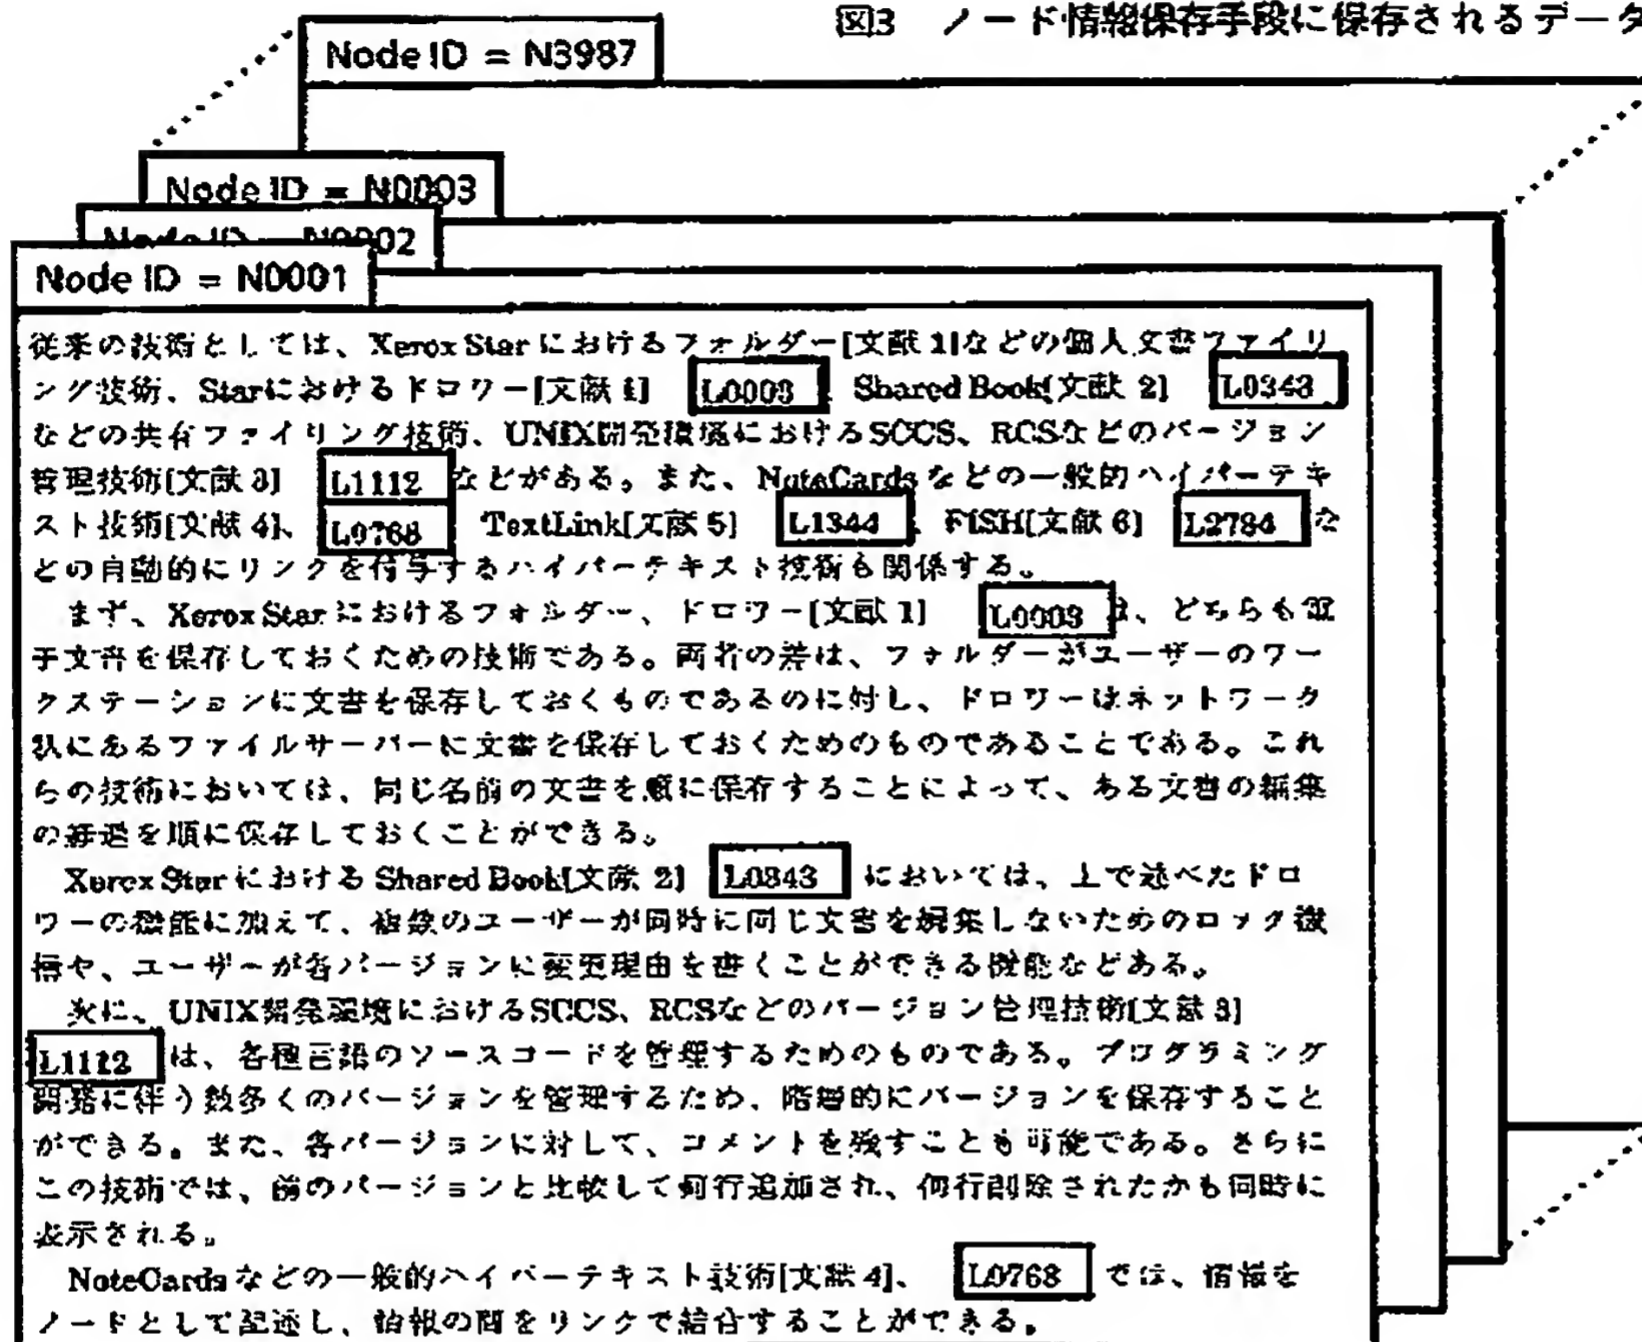 図3 ノード情報保存手段に保存されるデータ
Node ID = N3987
Node ID = N0003
Node ID = N0002
Node ID = N0001
従来の技術としては、Xerox Starにおけるフォルダー[文献 1]などの個人文書ファイリ
ング技術、Starにおけるドロワー[文献 1] L0003 Shared Book[文献 2] L0343
などの共有ファイリング技術、UNIX開発環境におけるSCCS、RCSなどのバージョン
管理技術[文献 3] L1112 などがある。また、NoteCardsなどの一般的ハイパーテキ
スト技術[文献 4]、 L0768 TextLink[文献 5] L1344 、FISH[文献 6] L2784 な
どの自動的にリンクを付与するハイパーテキスト技術も関係する。
まず、Xerox Starにおけるフォルダー、ドロワー[文献 1] L0003 は、どちらも電
子文書を保存しておくための技術である。両者の差は、フォルダーがユーザーのワー
クステーションに文書を保存しておくものであるのに対し、ドロワーはネットワーク
にあるファイルサーバーに文書を保存しておくためのものであることである。これ
らの技術においては、同じ名前の文書を順に保存することによって、ある文書の編集
の経過を順に保存しておくことができる。
Xerox Starにおける Shared Book[文献 2] L0343 においては、上で述べたドロ
ワーの機能に加えて、複数のユーザーが同時に同じ文書を編集しないためのロック機
構や、ユーザーが各バージョンに変更理由を書くことができる機能などある。
次に、UNIX開発環境におけるSCCS、RCSなどのバージョン管理技術[文献 3]
L1112 は、各種言語のソースコードを管理するためのものである。プログラミング
開発に伴う数多くのバージョンを管理するため、階層的にバージョンを保存すること
ができる。また、各バージョンに対して、コメントを残すことも可能である。さらに
この技術では、前のバージョンと比較して何行追加され、何行削除されたかも同時に
表示される。
NoteCardsなどの一般的ハイパーテキスト技術[文献 4]、 L0768 では、情報を
ノードとして記述し、情報の間をリンクで結合することができる。